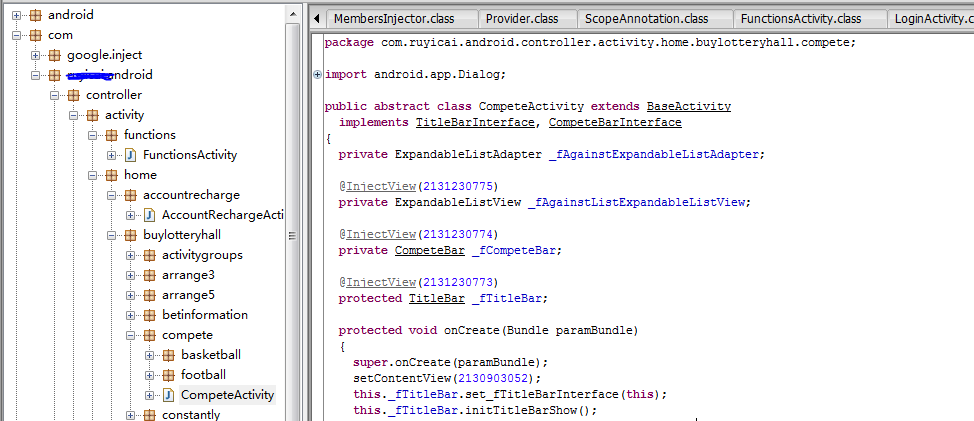 android
com
google.inject
ndroid
controller
activity
functions
FunctionsActivity
home
accountrecharge
AccountRechargeActi
buylotteryhall
activitygroups
arrange3
arrange5
betinformation
compete
basketball
football
CompeteActivity
constantly
MembersInjector.class
Provider.class
ScopeAnnotation.class
FunctionsActivity.class
LoginActivity.c
package com.ruyicai.android.controller.activity.home.buylotteryhall.compete;
import android.app.Dialog;
public abstract class CompeteActivity extends BaseActivity
implements TitleBarInterface, CompeteBarInterface
{
private ExpandableListAdapter _fAgainstExpandableListAdapter;
@InjectView(2131230775)
private ExpandableListView _fAgainstListExpandableListView;
@InjectView(2131230774)
private CompeteBar _fCompeteBar;
@InjectView(2131230773)
protected TitleBar _fTitleBar;
protected void onCreate(Bundle paramBundle)
{
super.onCreate(paramBundle);
setContentView(2130903052);
this._fTitleBar.set_fTitleBarInterface(this);
this._fTitleBar.initTitleBarShow();